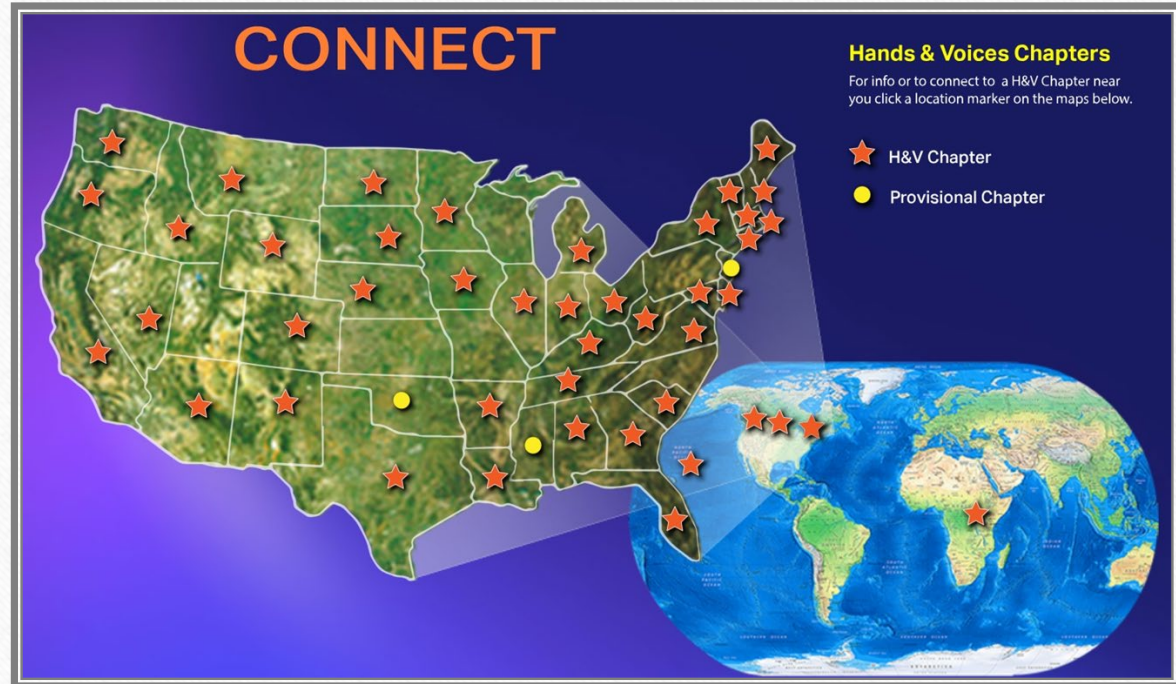 CONNECT
Hands & Voices Chapters
For info or to connect to a H&V Chapter near
you click a location marker on the maps below.
H&V Chapter
Provisional Chapter